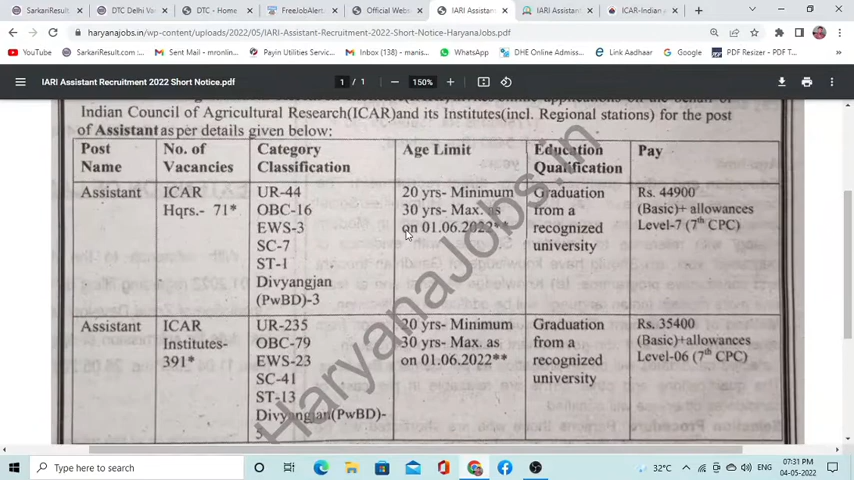 SarkariResul
DTC Delhi Va
DTC - Home
FreeJobAlert.
Official Webs
IARI Assistan
IARI Assistan
ICAR-Indian A
haryanajobs.in/wp-content/uploads/2022/05/IARI-Assistant-Recruitment-2022-Short-Notice-HaryanaJobs.pdf
YouTube
SarkariResult.com :...
Sent Mail - mronline...
Payin Utilities Servic...
Inbox (138) - manis...
WhatsApp
DHE Online Admissi...
Link Aadhaar
Google
PDF Resizer - PDF...
IARI Assistant Recruitment 2022 Short Notice.pdf
1 / 1
150%
Indian Council of Agricultural Research(ICAR)and its Institutes(incl. Regional stations) for the post
of Assistant as per details given below:
Post Name
No. of Vacancies
Category Classification
Age Limit
Education Qualification
Pay
Assistant
ICAR
Hqrs.- 71*
UR-44
OBC-16
EWS-3
SC-7
ST-1
Divyangjan
(PwBD)-3
20 yrs- Minimum
30 yrs- Max. as
on 01.06.2022**
Graduation
from a
recognized
university
Rs. 44900
(Basic)+ allowances
Level-7 (7th CPC)
Assistant
ICAR
Institutes-
391*
UR-235
OBC-79
EWS-23
SC-41
ST-13
Divyangjan(PwBD)-
5
20 yrs- Minimum
30 yrs- Max. as
on 01.06.2022**
Graduation
from a
recognized
university
Rs. 35400
(Basic)+allowances
Level-06 (7th CPC)
HaryanaJobs.in
Type here to search
32°C
ENG
07:31 PM
04-05-2022